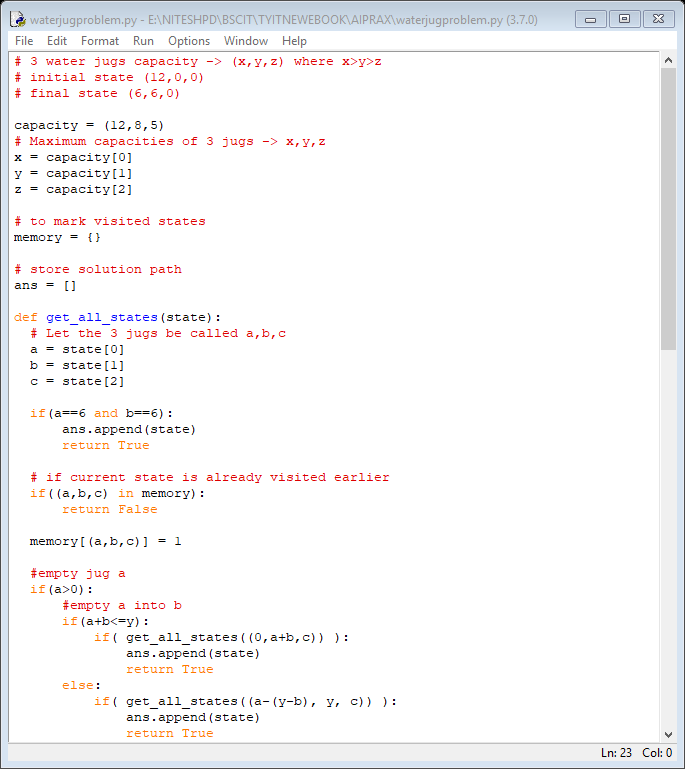 waterjugproblem.py - E:\NITESHPD\BSCIT\TYITNEWEBOOK\AIPRAX\waterjugproblem.py (3.7.0)
File Edit Format Run Options Window Help
# 3 water jugs capacity -> (x,y,z) where x>y>z
# initial state (12,0,0)
# final state (6,6,0)

capacity = (12,8,5)
# Maximum capacities of 3 jugs -> x,y,z
x = capacity[0]
y = capacity[1]
z = capacity[2]

# to mark visited states
memory = {}

# store solution path
ans = []

def get_all_states(state):
  # Let the 3 jugs be called a,b,c
  a = state[0]
  b = state[1]
  c = state[2]

  if(a==6 and b==6):
      ans.append(state)
      return True

  # if current state is already visited earlier
  if((a,b,c) in memory):
      return False

  memory[(a,b,c)] = 1

  #empty jug a
  if(a>0):
      #empty a into b
      if(a+b<=y):
          if( get_all_states((0,a+b,c)) ):
              ans.append(state)
              return True
      else:
          if( get_all_states((a-(y-b), y, c)) ):
              ans.append(state)
              return True
Ln: 23 Col: 0